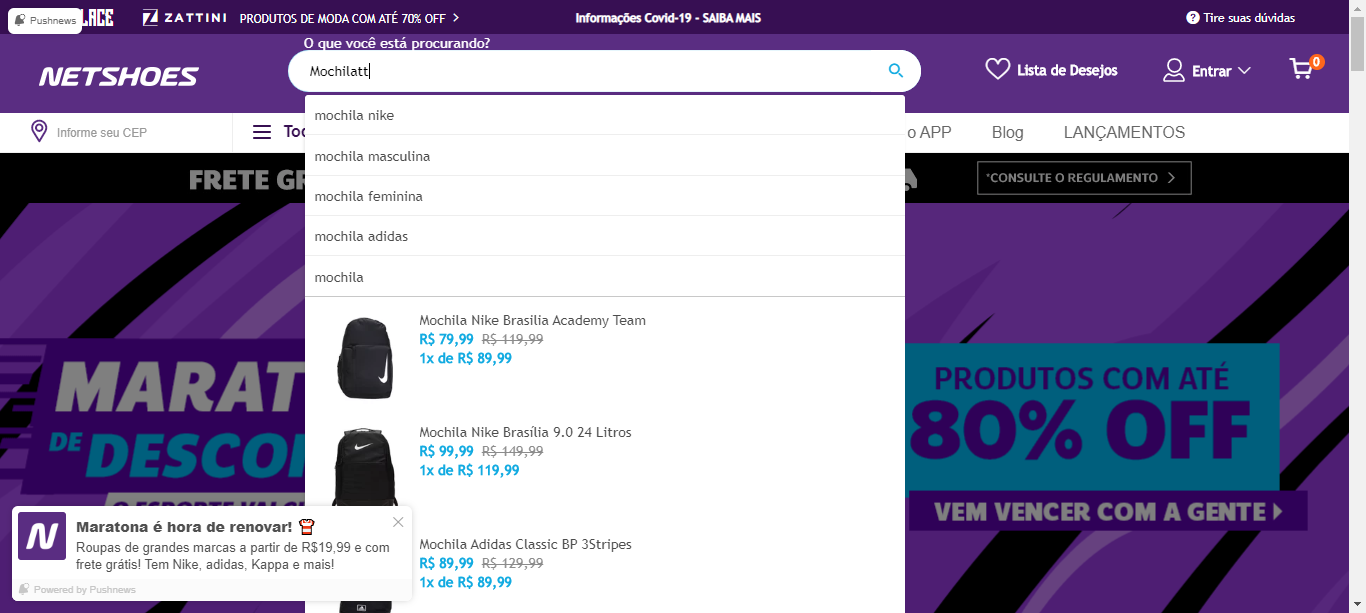 Pushnews
LACE
ZATTINI
PRODUTOS DE MODA COM ATÉ 70% OFF
Informações Covid-19 - SAIBA MAIS
Tire suas dúvidas
O que você está procurando?
NETSHOES
Mochilatt
Lista de Desejos
Entrar
0
Informe seu CEP
Tod
o APP
Blog
LANÇAMENTOS
FRETE GR
*CONSULTE O REGULAMENTO
mochila nike
mochila masculina
mochila feminina
mochila adidas
mochila
Mochila Nike Brasilia Academy Team
R$ 79,99 R$ 119,99
1x de R$ 89,99
Mochila Nike Brasília 9.0 24 Litros
R$ 99,99 R$ 149,99
1x de R$ 119,99
Mochila Adidas Classic BP 3Stripes
R$ 89,99 R$ 129,99
1x de R$ 89,99
MARAT
DE DESCO
PRODUTOS COM ATÉ
80% OFF
VEM VENCER COM A GENTE
N
Maratona é hora de renovar!
Roupas de grandes marcas a partir de R$19,99 e com
frete grátis! Tem Nike, adidas, Kappa e mais!
Powered by Pushnews